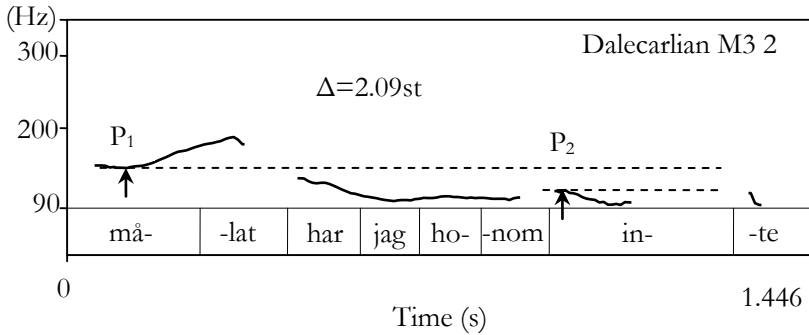 (Hz)
300
200
90
Dalecarlian M3 2
Δ=2.09st
P₁
P₂
må- -lat har jag ho- -nom in- -te
0
1.446
Time (s)